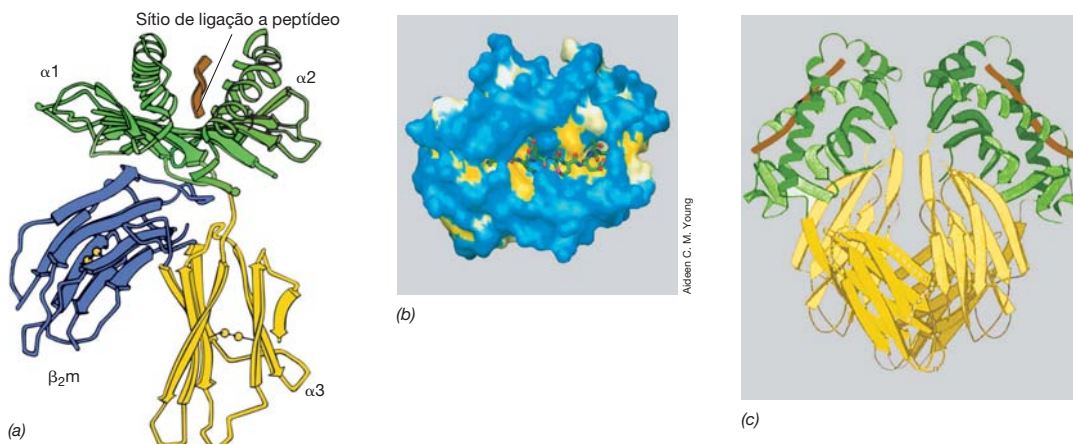 Sítio de ligação a peptídeo
α1
α2
β₂m
α3
(a)
(b)
Aideen C. M. Young
(c)